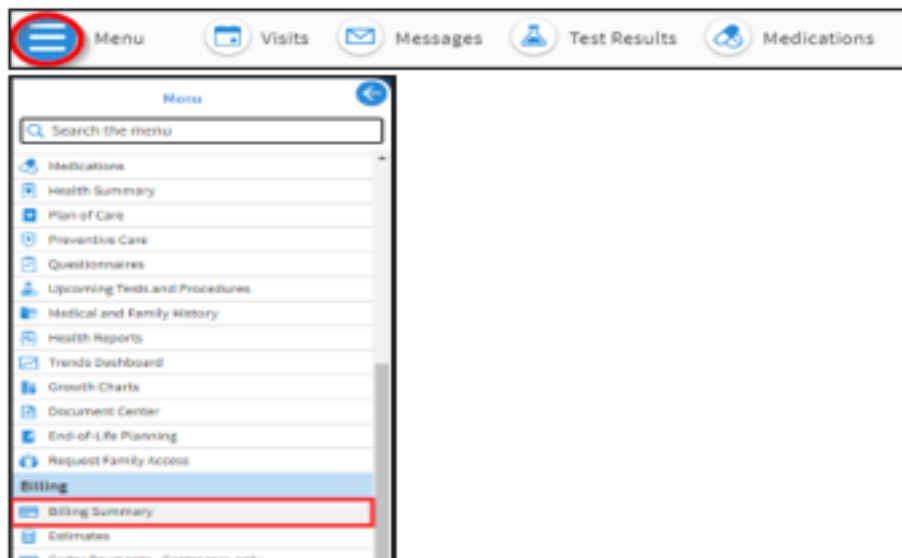 Menu Visits Messages Test Results Medications
Menu
Search the menu
Medications
Health Summary
Plan of Care
Preventive Care
Questionnaires
Upcoming Tests and Procedures
Medical and Family History
Health Reports
Trends Dashboard
Growth Charts
Document Center
End-of-Life Planning
Request Family Access
Billing
Billing Summary
Estimates